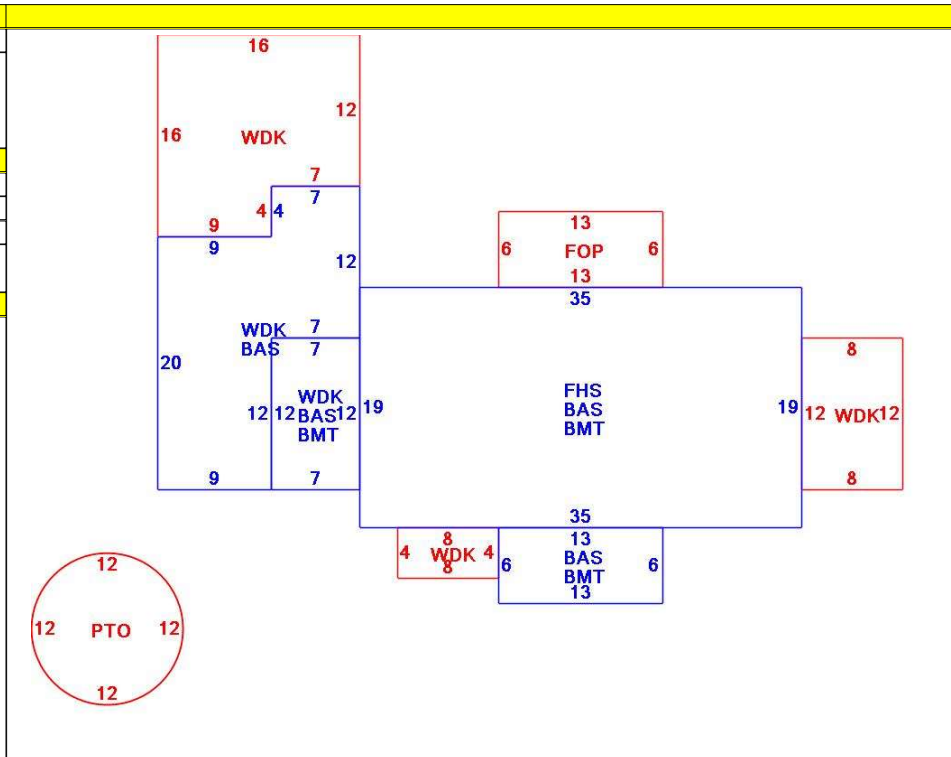 16
16
12
WDK
7
7
9
4 4
9
12
13
6 FOP 6
13
35
7
7
WDK
BAS
20
8
WDK
12 12 BAS 12
BMT
19
FHS
BAS
BMT
19
12 WDK 12
8
9
7
35
8
4 WDK 4
8
13
6 BAS 6
BMT
13
12
12 PTO 12
12